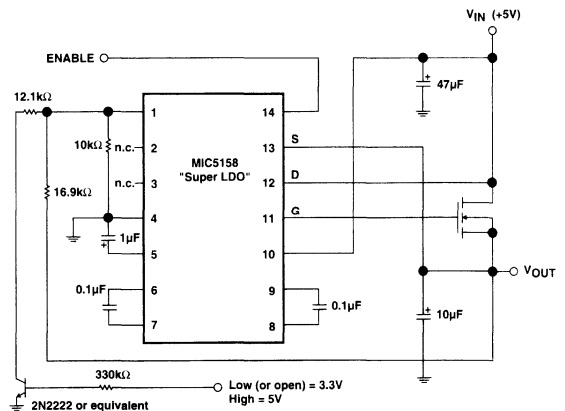 VIN (+5V)
ENABLE
12.1kΩ
47µF
1
14
10kΩ
n.c.
2
MIC5158
"Super LDO"
13
S
n.c.
3
12
D
16.9kΩ
4
11
G
1µF
+
5
10
VOUT
0.1µF
6
9
0.1µF
+
10µF
7
8
+
330kΩ
Low (or open) = 3.3V
High = 5V
2N2222 or equivalent